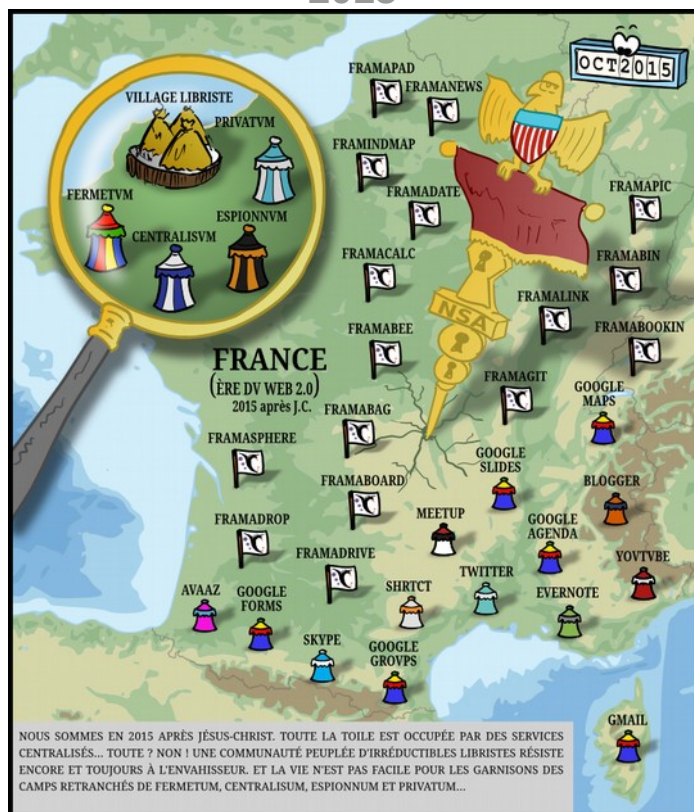 OCT2015
FRAMAPAD
FRAMANEWS
VILLAGE LIBRISTE
PRIVATVM
FRAMINDMAP
FERMETVM
ESPIONNVM
CENTRALISVM
FRAMADATE
FRAMAPIC
FRAMACALC
FRAMABIN
NSA
FRAMALINK
FRAMABEE
FRAMABOOKIN
FRANCE
(ÈRE DV WEB 2.0)
2015 après J.C.
FRAMAGIT
GOOGLE
MAPS
FRAMABAG
FRAMASPHERE
GOOGLE
SLIDES
FRAMABOARD
BLOGGER
MEETUP
GOOGLE
AGENDA
FRAMADROP
FRAMADRIVE
YOVTVBE
TWITTER
AVAAZ
GOOGLE
FORMS
SHRTCT
EVERNOTE
SKYPE
GOOGLE
GROVPS
GMAIL
NOUS SOMMES EN 2015 APRÈS JÉSUS-CHRIST. TOUTE LA TOILE EST OCCUPÉE PAR DES SERVICES
CENTRALISÉS... TOUTE ? NON ! UNE COMMUNAUTÉ PEUPLÉE D'IRRÉDUCTIBLES LIBRISTES RÉSISTE
ENCORE ET TOUJOURS À L'ENVAHISSEUR. ET LA VIE N'EST PAS FACILE POUR LES GARNISONS DES
CAMPS RETRANCHÉS DE FERMETUM, CENTRALISUM, ESPIONNUM ET PRIVATUM...